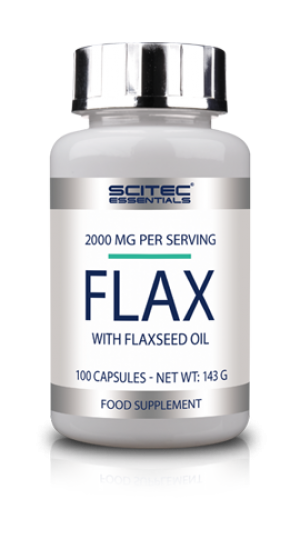 SCITEC®
ESSENTIALS
2000 MG PER SERVING
FLAX
WITH FLAXSEED OIL
100 CAPSULES - NET WT: 143 G
FOOD SUPPLEMENT